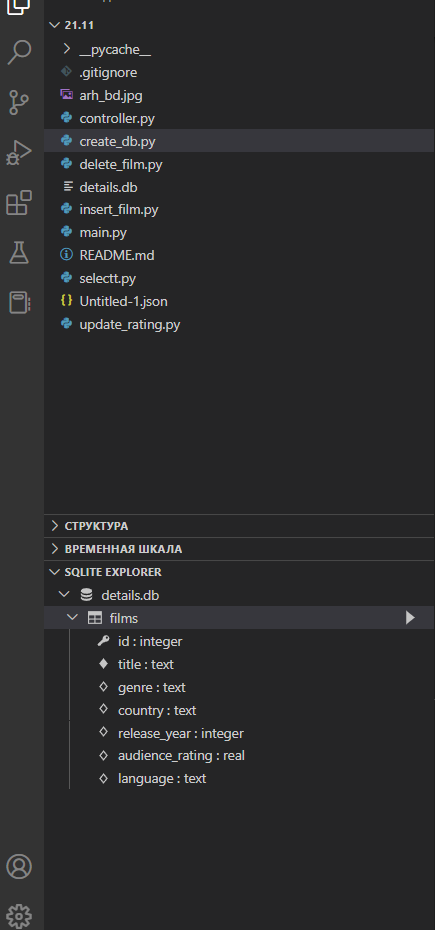 21.11
__pycache__
.gitignore
arh_bd.jpg
controller.py
create_db.py
delete_film.py
details.db
insert_film.py
main.py
README.md
selectt.py
Untitled-1.json
update_rating.py
СТРУКТУРА
ВРЕМЕННАЯ ШКАЛА
SQLITE EXPLORER
details.db
films
id : integer
title : text
genre : text
country : text
release_year : integer
audience_rating : real
language : text